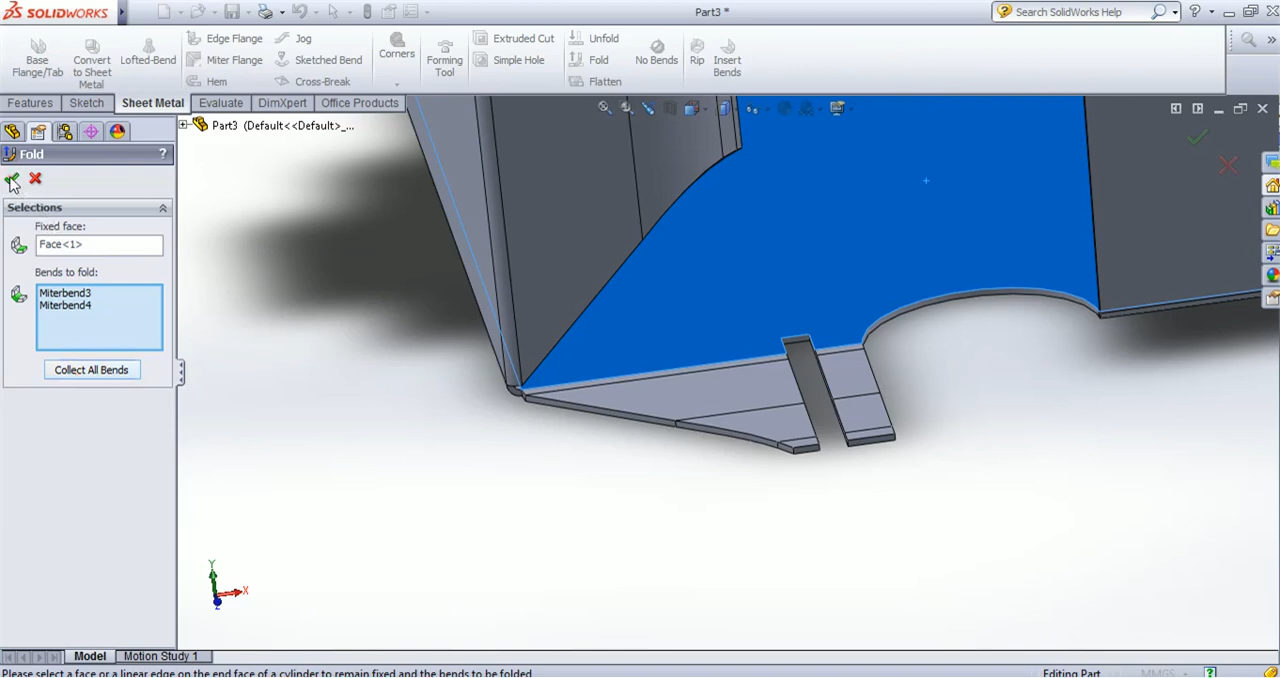 SOLIDWORKS
Part3 *
Search SolidWorks Help
Base Flange/Tab
Convert to Sheet Metal
Lofted-Bend
Edge Flange
Miter Flange
Hem
Jog
Sketched Bend
Cross-Break
Corners
Forming Tool
Extruded Cut
Simple Hole
Unfold
Fold
Flatten
No Bends
Rip
Insert Bends
Features
Sketch
Sheet Metal
Evaluate
DimXpert
Office Products
Part3 (Default<<Default>_...
Fold
?
Selections
Fixed face:
Face<1>
Bends to fold:
Miterbend3
Miterbend4
Collect All Bends
Y
X
Z
Model
Motion Study 1
Please select a face or a linear edge on the end face of a cylinder to remain fixed and the bends to be folded
Editing Part
MMGS
?